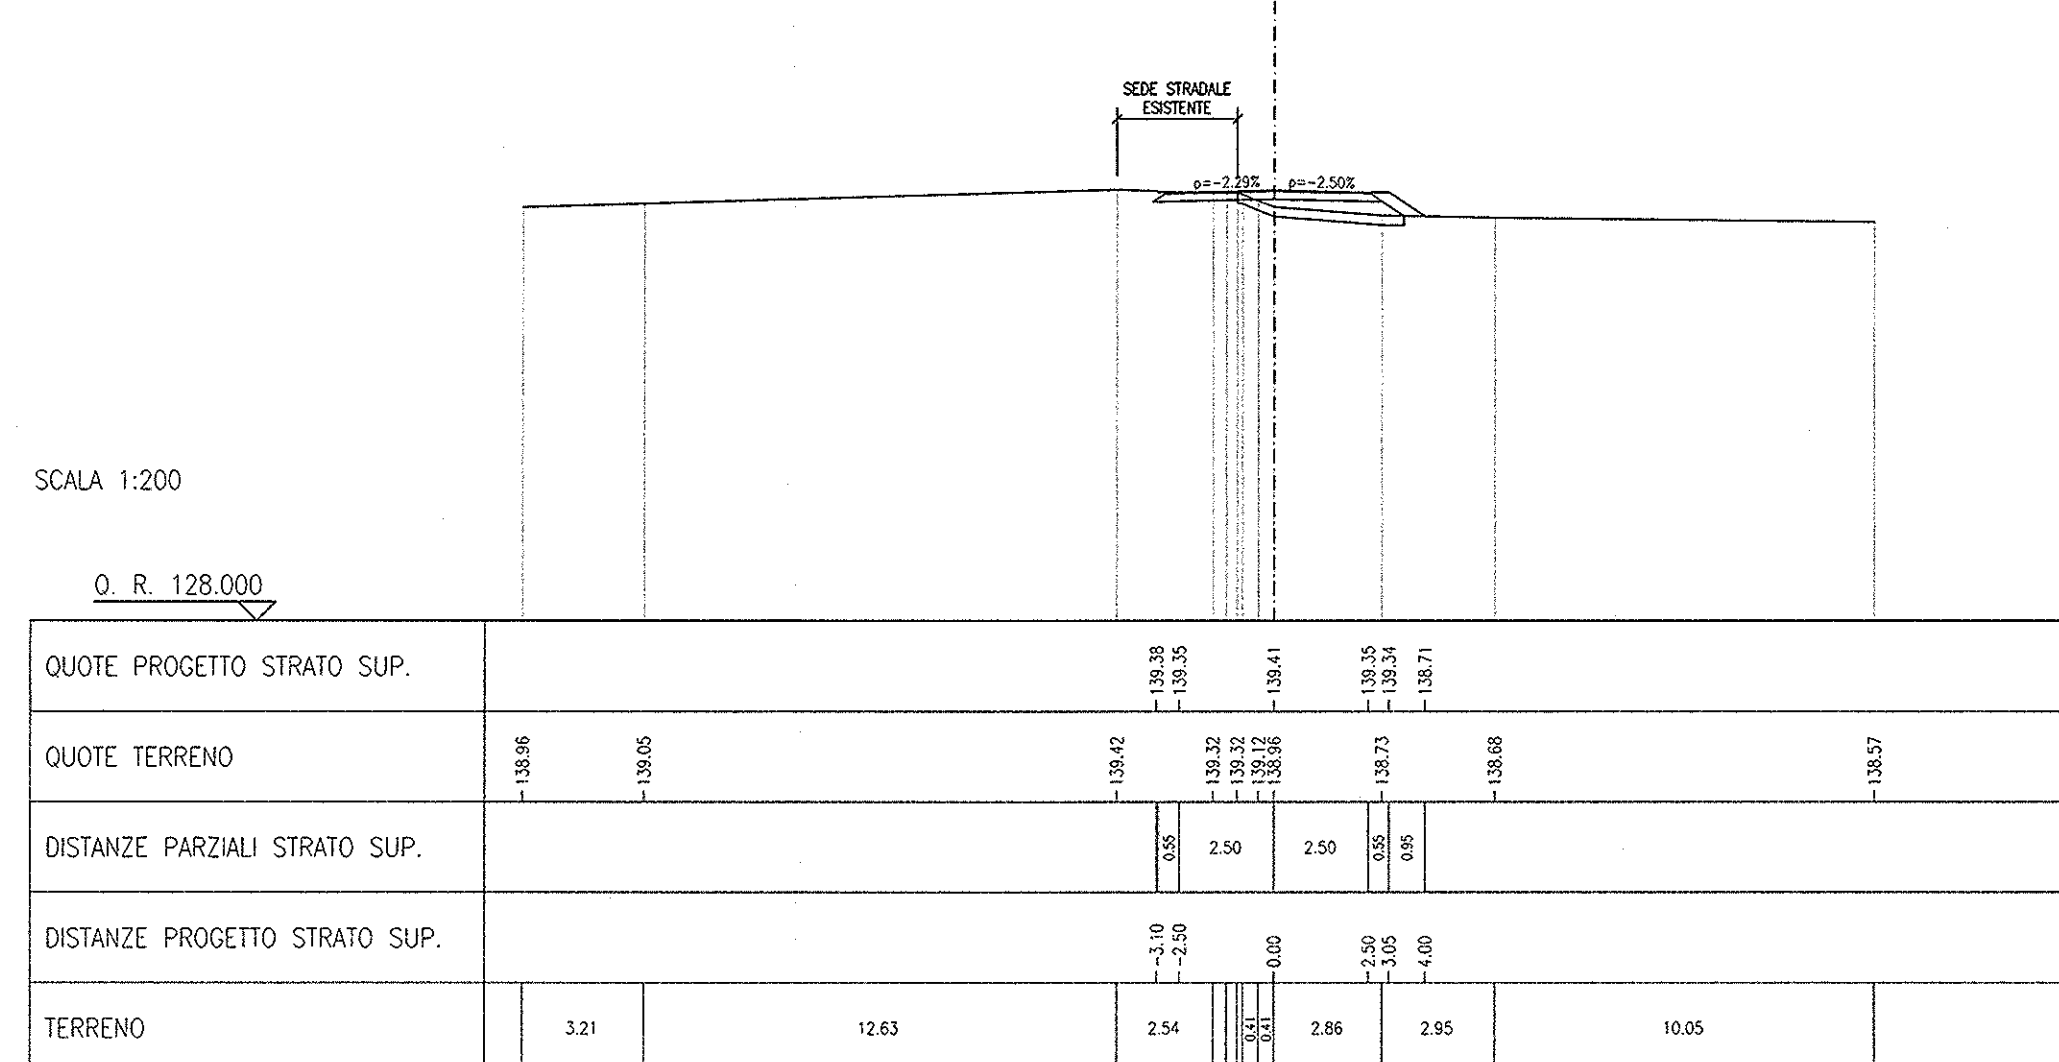 SEDE STRADALE
ESISTENTE
p=-2.29% p=-2.50%
SCALA 1:200
Q. R. 128.000
QUOTE PROGETTO STRATO SUP. 139.38 139.35 139.41 139.35 139.34 138.71
QUOTE TERRENO 138.96 139.05 139.42 139.32 139.32 139.12 138.96 138.73 138.68 138.57
DISTANZE PARZIALI STRATO SUP. 0.55 2.50 2.50 0.55 0.95
DISTANZE PROGETTO STRATO SUP. -3.10 -2.50 0.00 2.50 3.05 4.00
TERRENO 3.21 12.63 2.54 0.41 0.41 2.86 2.95 10.05